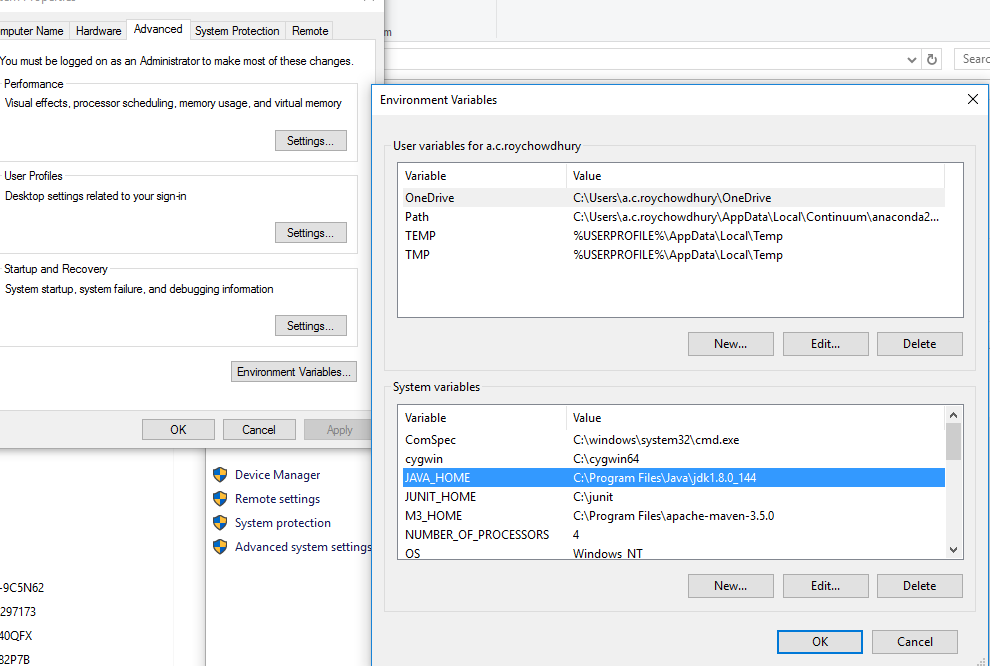 mputer Name Hardware Advanced System Protection Remote
You must be logged on as an Administrator to make most of these changes.
Performance
Visual effects, processor scheduling, memory usage, and virtual memory
Settings...
User Profiles
Desktop settings related to your sign-in
Settings...
Startup and Recovery
System startup, system failure, and debugging information
Settings...
Environment Variables...
OK Cancel Apply
Device Manager
Remote settings
System protection
Advanced system settings
-9C5N62
297173
40QFX
m
Searc
Environment Variables
User variables for a.c.roychowdhury
Variable Value
OneDrive C:\Users\a.c.roychowdhury\OneDrive
Path C:\Users\a.c.roychowdhury\AppData\Local\Continuum\anaconda2...
TEMP %USERPROFILE%\AppData\Local\Temp
TMP %USERPROFILE%\AppData\Local\Temp
New... Edit... Delete
System variables
Variable Value
ComSpec C:\windows\system32\cmd.exe
cygwin C:\cygwin64
JAVA_HOME C:\Program Files\Java\jdk1.8.0_144
JUNIT_HOME C:\junit
M3_HOME C:\Program Files\apache-maven-3.5.0
NUMBER_OF_PROCESSORS 4
OS Windows_NT
New... Edit... Delete
OK Cancel